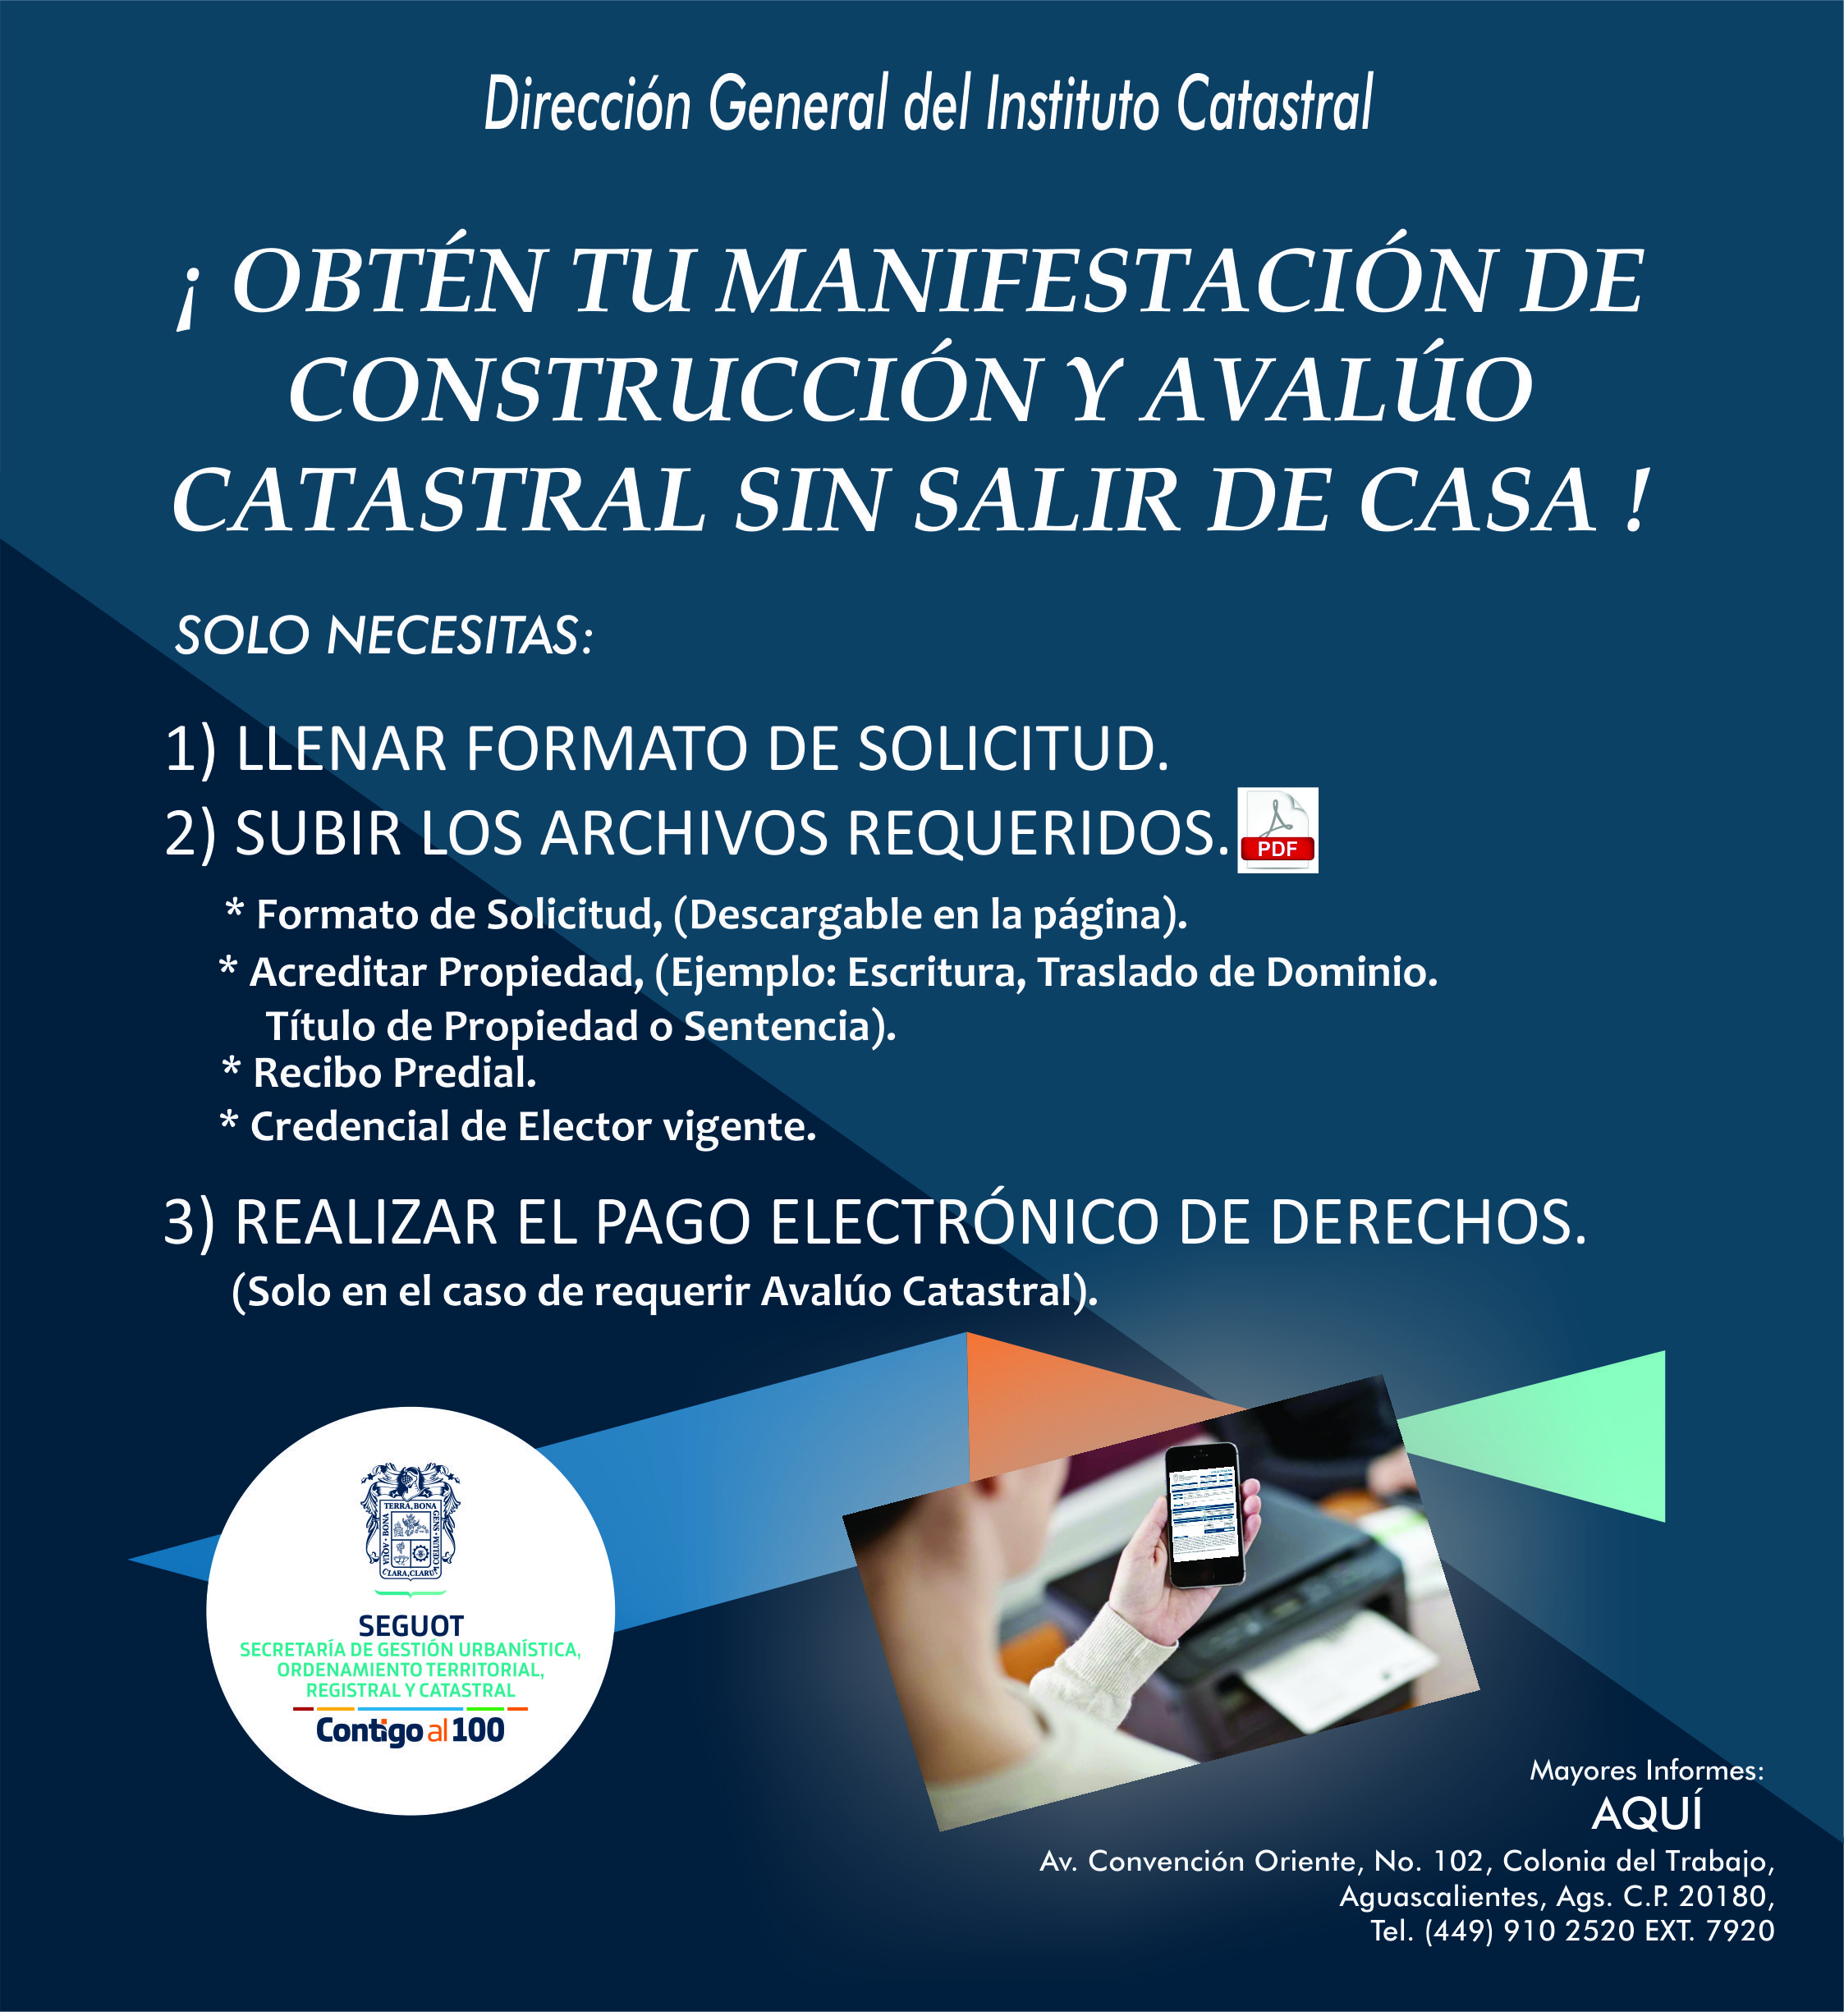 Dirección General del Instituto Catastral
¡ OBTÉN TU MANIFESTACIÓN DE
CONSTRUCCIÓN Y AVALÚO
CATASTRAL SIN SALIR DE CASA !
SOLO NECESITAS:
1) LLENAR FORMATO DE SOLICITUD.
2) SUBIR LOS ARCHIVOS REQUERIDOS.
PDF
* Formato de Solicitud, (Descargable en la página).
* Acreditar Propiedad, (Ejemplo: Escritura, Traslado de Dominio.
Título de Propiedad o Sentencia).
* Recibo Predial.
* Credencial de Elector vigente.
3) REALIZAR EL PAGO ELECTRÓNICO DE DERECHOS.
(Solo en el caso de requerir Avalúo Catastral).
TERRA, BONA
GENS
BONA
AQUA
CLARA, CLARUM
COELUM
SEGUOT
SECRETARÍA DE GESTIÓN URBANÍSTICA,
ORDENAMIENTO TERRITORIAL,
REGISTRAL Y CATASTRAL
Contigo al 100
Mayores Informes:
AQUÍ
Av. Convención Oriente, No. 102, Colonia del Trabajo,
Aguascalientes, Ags. C.P. 20180,
Tel. (449) 910 2520 EXT. 7920